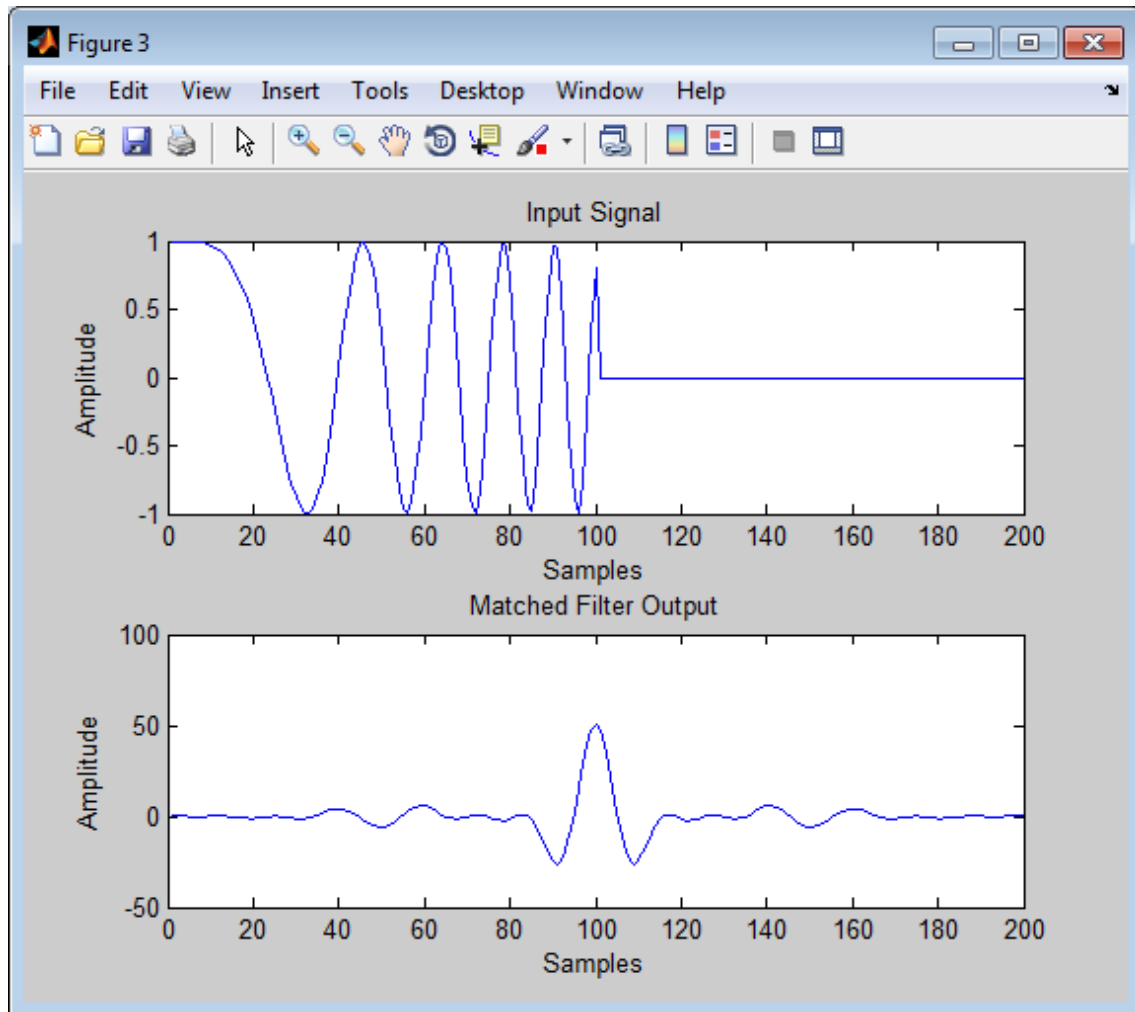 Figure 3
File Edit View Insert Tools Desktop Window Help
Input Signal
1
0.5
0
-0.5
-1
Amplitude
0 20 40 60 80 100 120 140 160 180 200
Samples
Matched Filter Output
100
50
0
-50
Amplitude
0 20 40 60 80 100 120 140 160 180 200
Samples